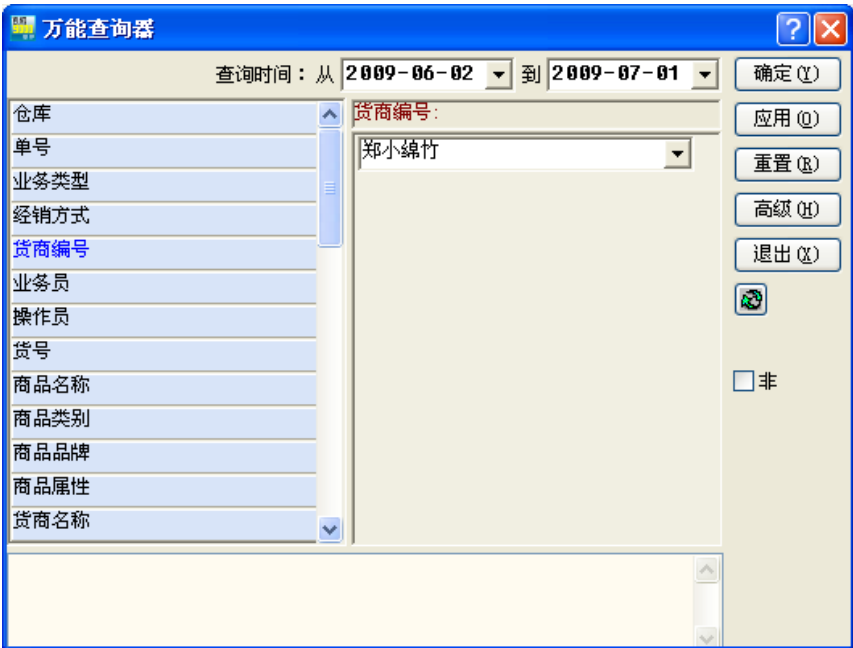 万能查询器
查询时间：从 2009-06-02 到 2009-07-01
确定(Y)
应用(O)
重置(R)
高级(H)
退出(X)
非
仓库
单号
业务类型
经销方式
货商编号
业务员
操作员
货号
商品名称
商品类别
商品品牌
商品属性
货商名称
货商编号:
郑小绵竹